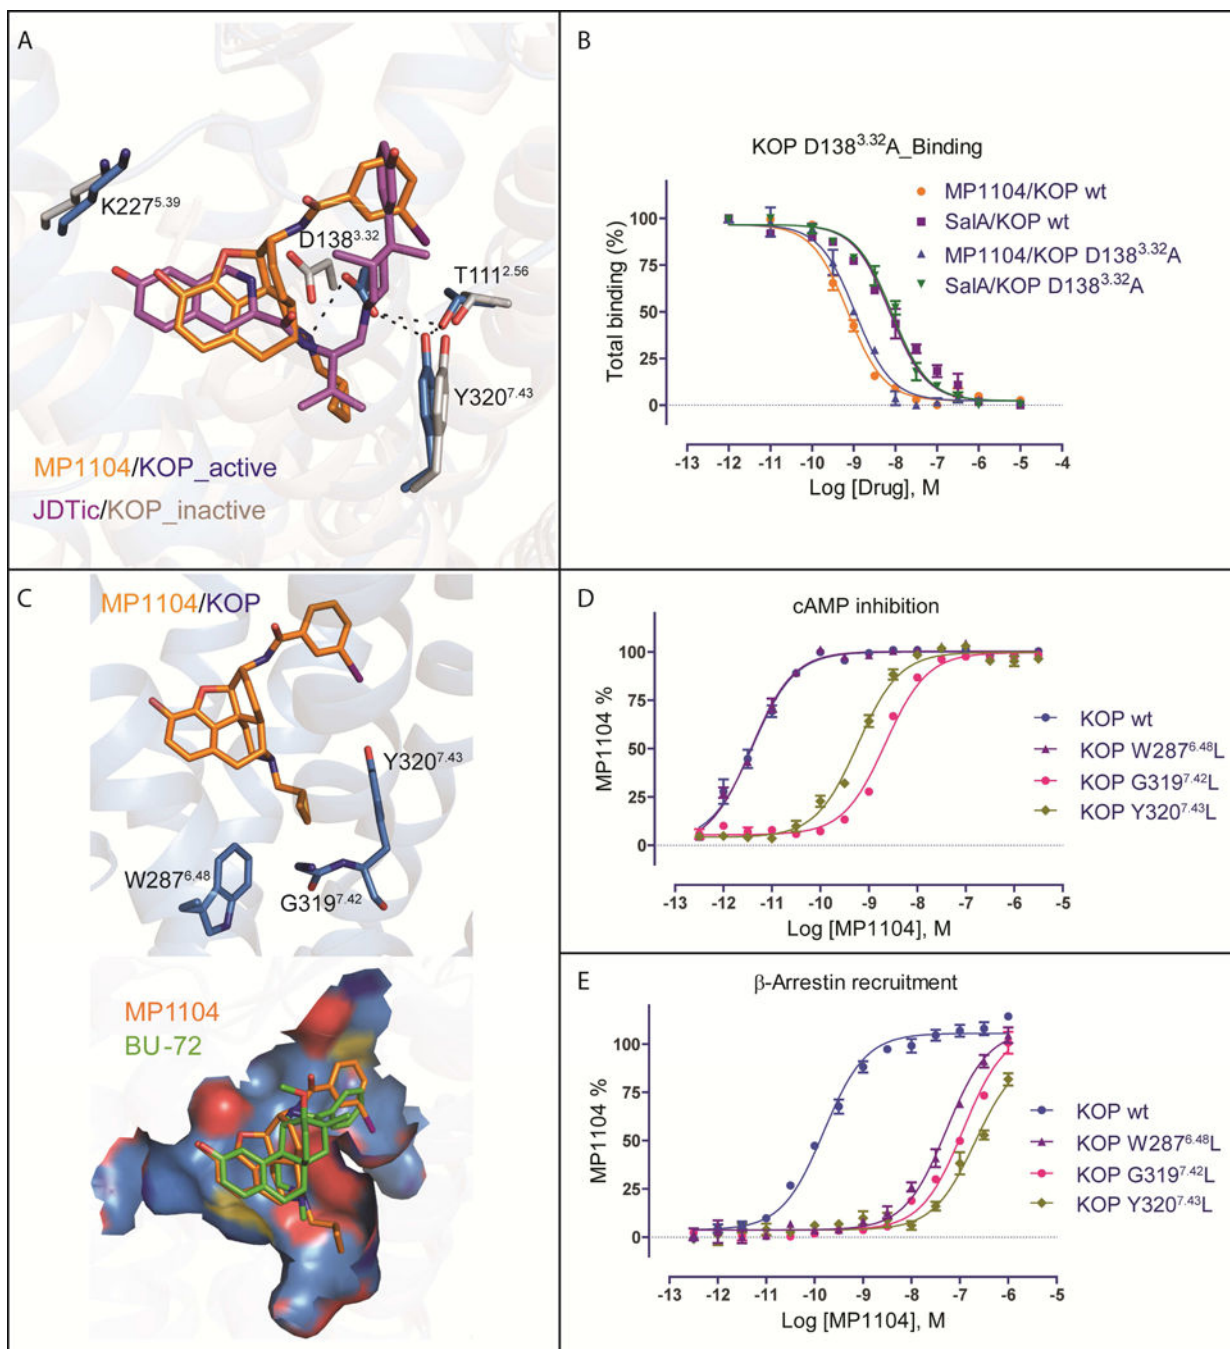 A
K227^5.39
D138^3.32
T111^2.56
Y320^7.43
MP1104/KOP_active
JDTic/KOP_inactive
B
KOP D138^3.32A_Binding
MP1104/KOP wt
SalA/KOP wt
MP1104/KOP D138^3.32A
SalA/KOP D138^3.32A
Total binding (%)
100
75
50
25
0
-13 -12 -11 -10 -9 -8 -7 -6 -5 -4
Log [Drug], M
C
MP1104/KOP
Y320^7.43
W287^6.48
G319^7.42
MP1104
BU-72
D
cAMP inhibition
MP1104 %
100
75
50
25
0
KOP wt
KOP W287^6.48L
KOP G319^7.42L
KOP Y320^7.43L
-13 -12 -11 -10 -9 -8 -7 -6 -5
Log [MP1104], M
E
β-Arrestin recruitment
MP1104 %
100
75
50
25
0
KOP wt
KOP W287^6.48L
KOP G319^7.42L
KOP Y320^7.43L
-13 -12 -11 -10 -9 -8 -7 -6 -5
Log [MP1104], M